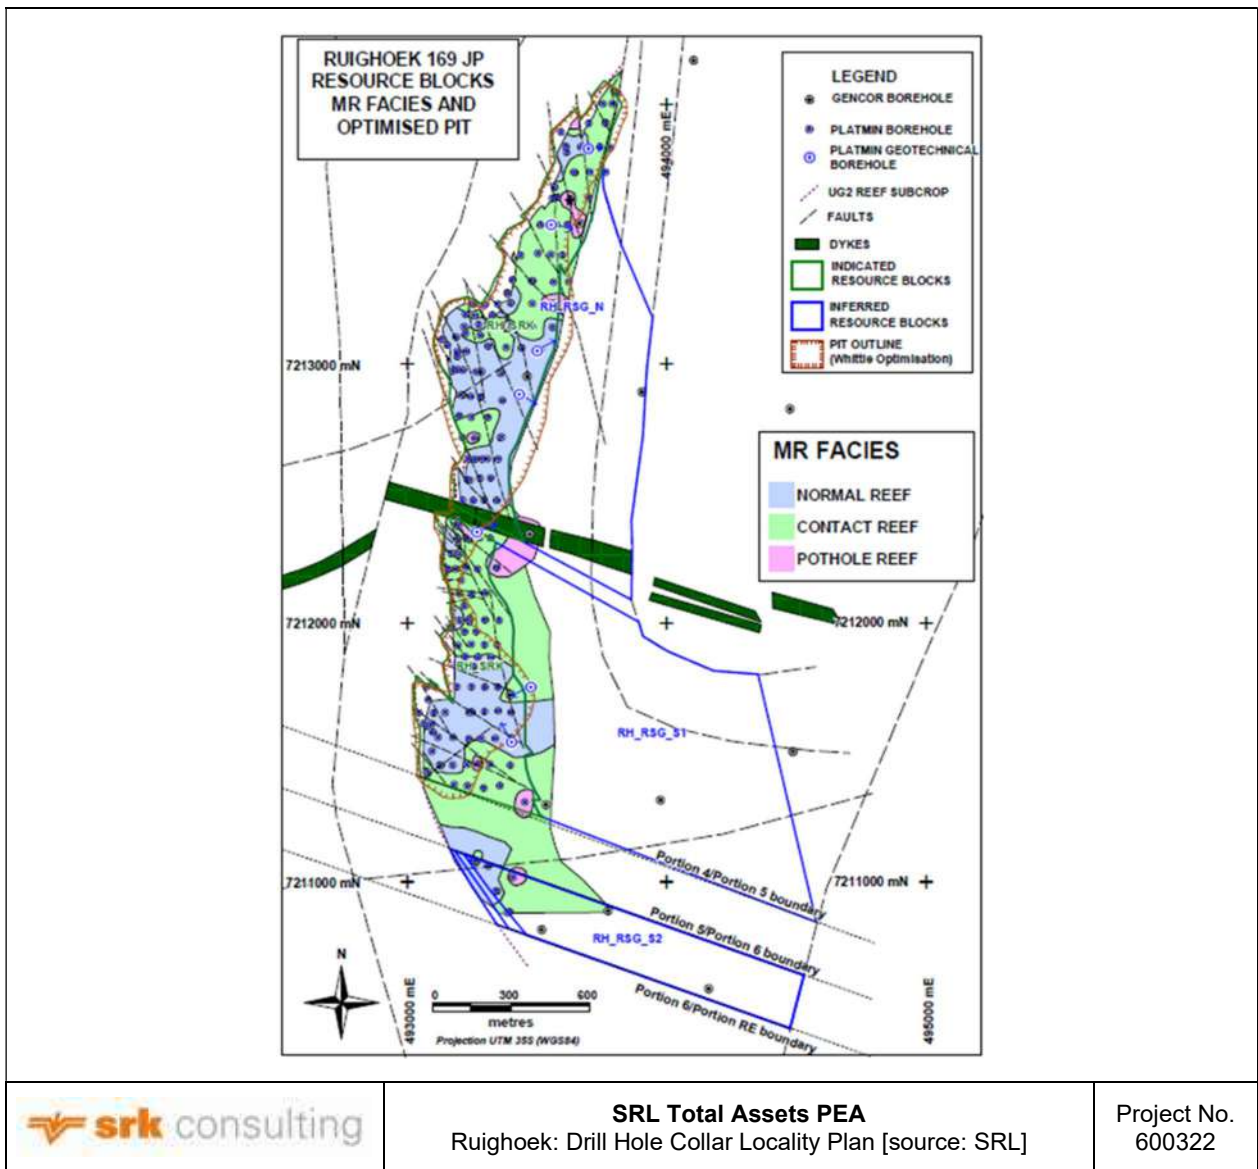 RUIGHOEK 169 JP
RESOURCE BLOCKS
MR FACIES AND
OPTIMISED PIT
LEGEND
GENCOR BOREHOLE
PLATMIN BOREHOLE
PLATMIN GEOTECHNICAL
BOREHOLE
UG2 REEF SUBCROP
FAULTS
DYKES
INDICATED
RESOURCE BLOCKS
INFERRED
RESOURCE BLOCKS
PIT OUTLINE
(Whittle Optimisation)
494000 mE
RH_RSG_N
RH_SRK
7213000 mN
MR FACIES
NORMAL REEF
CONTACT REEF
POTHOLE REEF
7212000 mN
7212000 mN
RH_SRK
RH_RSG_S1
Portion 4/Portion 5 boundary
7211000 mN
7211000 mN
Portion 5/Portion 6 boundary
RH_RSG_S2
Portion 6/Portion RE boundary
N
493000 mE
495000 mE
0 300 600
metres
Projection UTM 35S (WGS84)
srk consulting
SRL Total Assets PEA
Ruighoek: Drill Hole Collar Locality Plan [source: SRL]
Project No.
600322